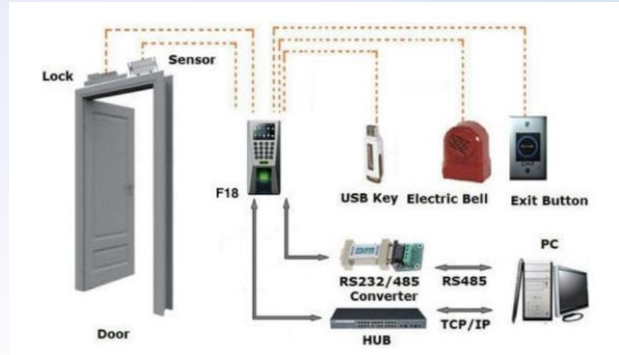 Lock
Sensor
F18
USB Key
Electric Bell
Exit Button
PC
RS232/485
Converter
RS485
TCP/IP
HUB
Door